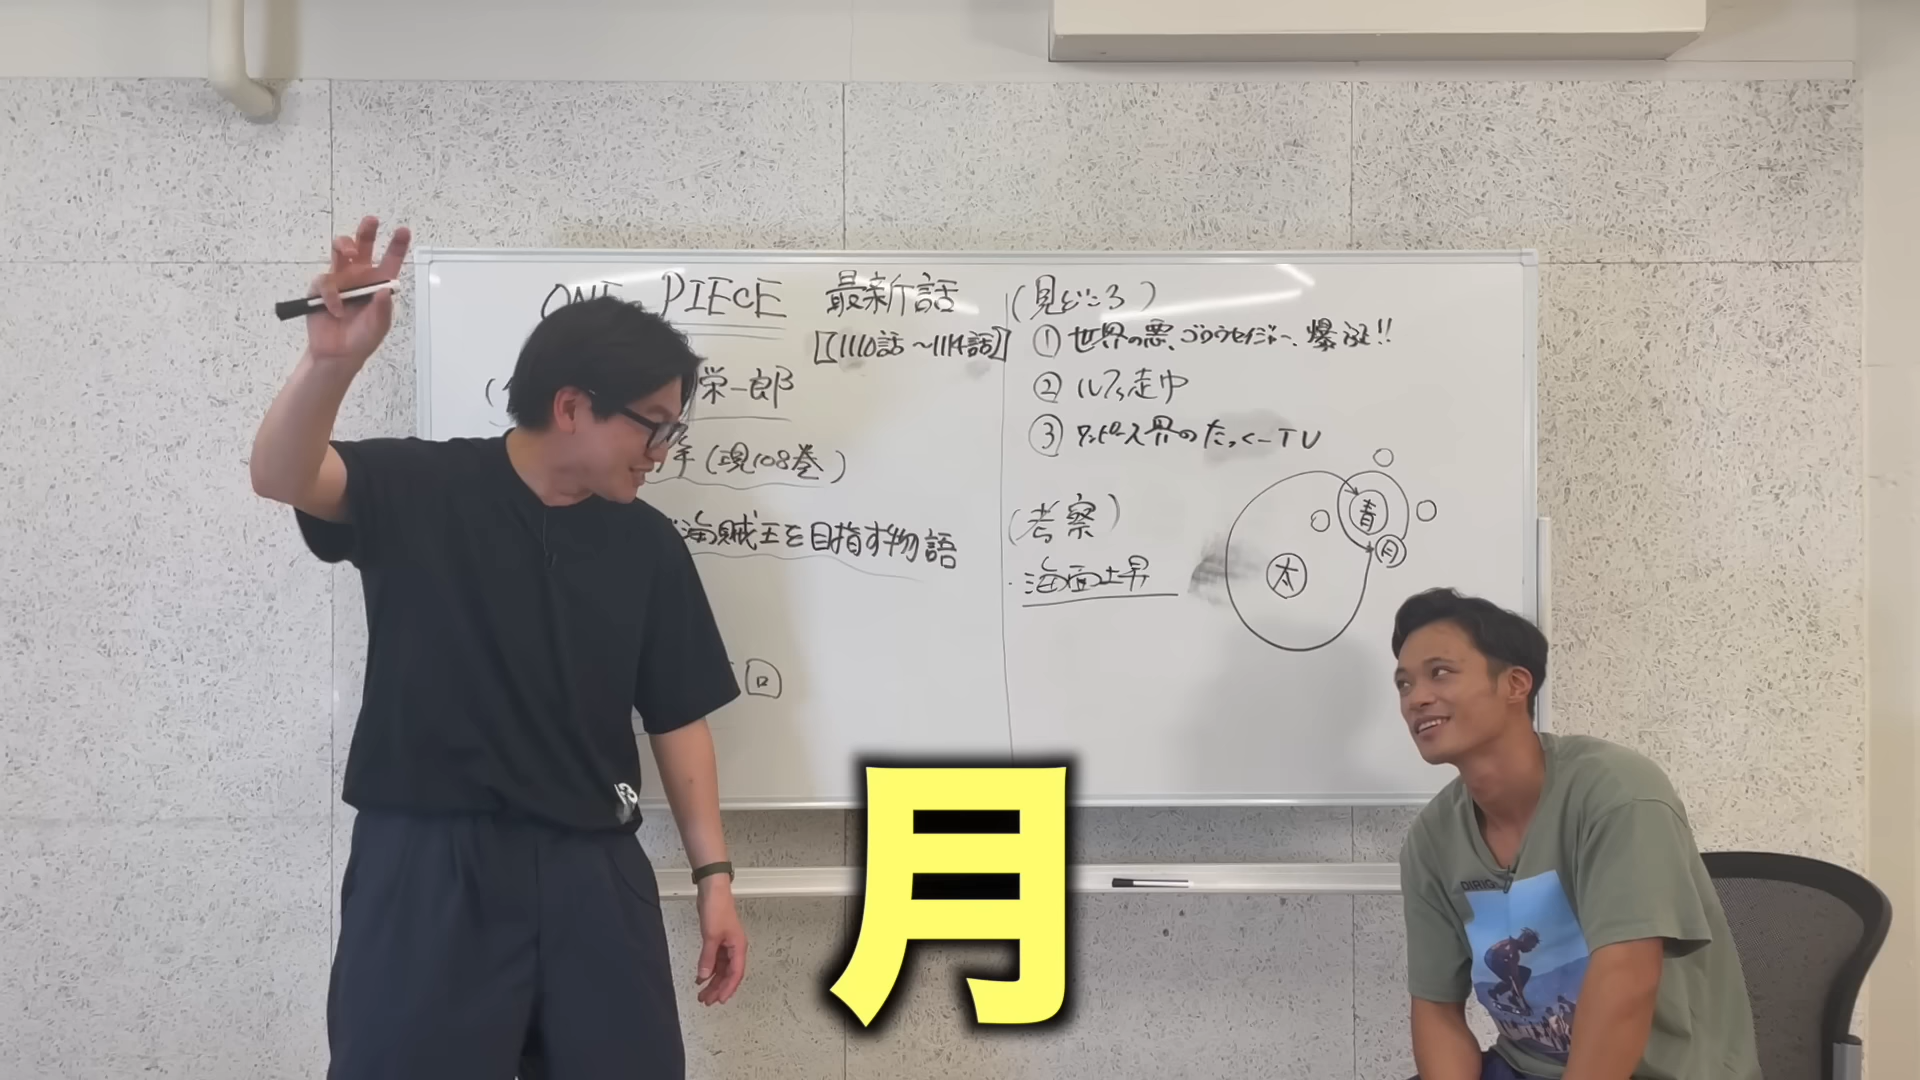 ONE PIECE 最新話
【1110話～1114話】
栄一郎
(現108巻)
海賊王を目指す物語
ロ
(見どころ)
① 世界の悪、ゴロウセイジャー、爆誕!!
② ルフィ走中
③ ワンピース界のたっくーTV
(考察)
・海面上昇
青
月
太
DIRIG
月